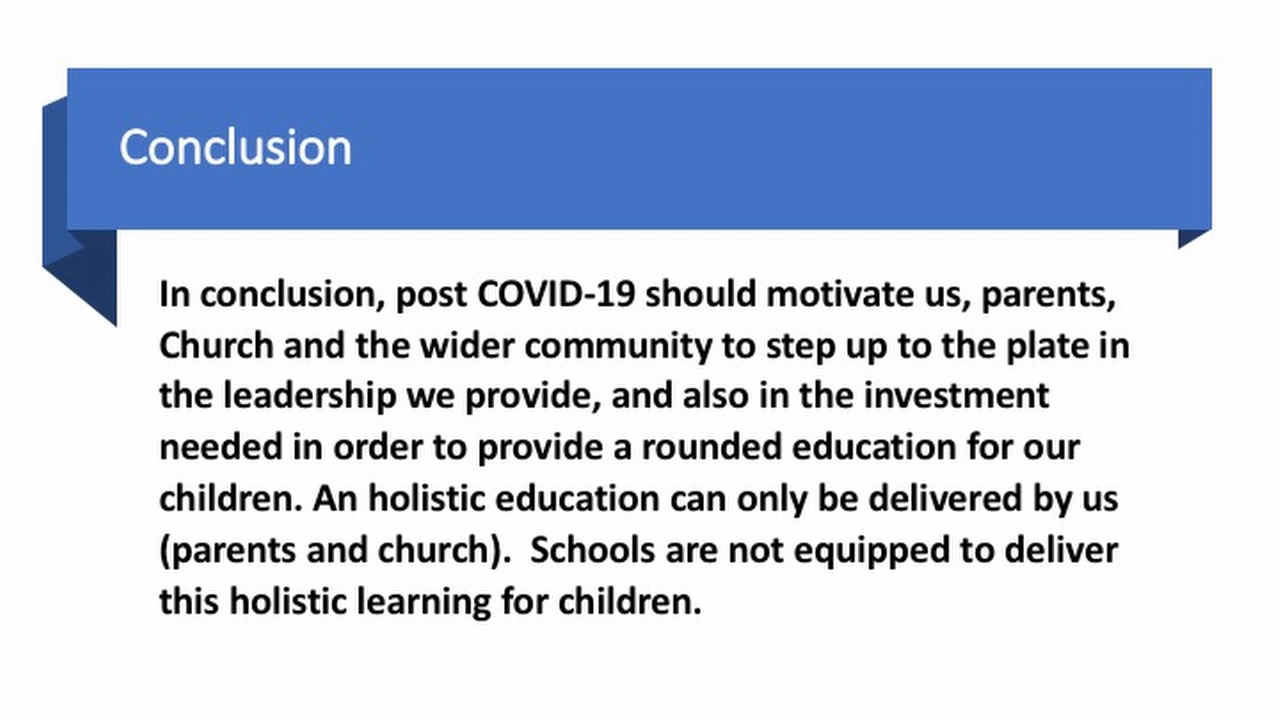 Conclusion
In conclusion, post COVID-19 should motivate us, parents,
Church and the wider community to step up to the plate in
the leadership we provide, and also in the investment
needed in order to provide a rounded education for our
children. An holistic education can only be delivered by us
(parents and church).  Schools are not equipped to deliver
this holistic learning for children.